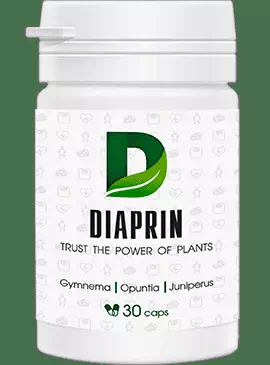 D
DIAPRIN
TRUST THE POWER OF PLANTS
Gymnema | Opuntia | Juniperus
30 caps